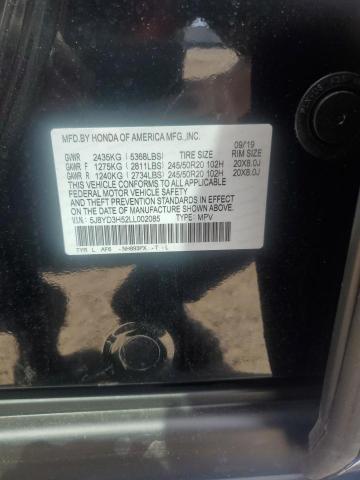 MFD.BY HONDA OF AMERICA MFG.,INC. 09/19
GVWR 2435KG (5368LBS) TIRE SIZE RIM SIZE
GAWR F 1275KG (2811LBS) 245/50R20 102H 20X8.0J
GAWR R 1240KG (2734LBS) 245/50R20 102H 20X8.0J
THIS VEHICLE CONFORMS TO ALL APPLICABLE
FEDERAL MOTOR VEHICLE SAFETY AND THEFT
PREVENTION STANDARDS IN EFFECT ON THE
DATE OF MANUFACTURE SHOWN ABOVE.
V.I.N.: 5J8YD3H52LL002085 TYPE: MPV